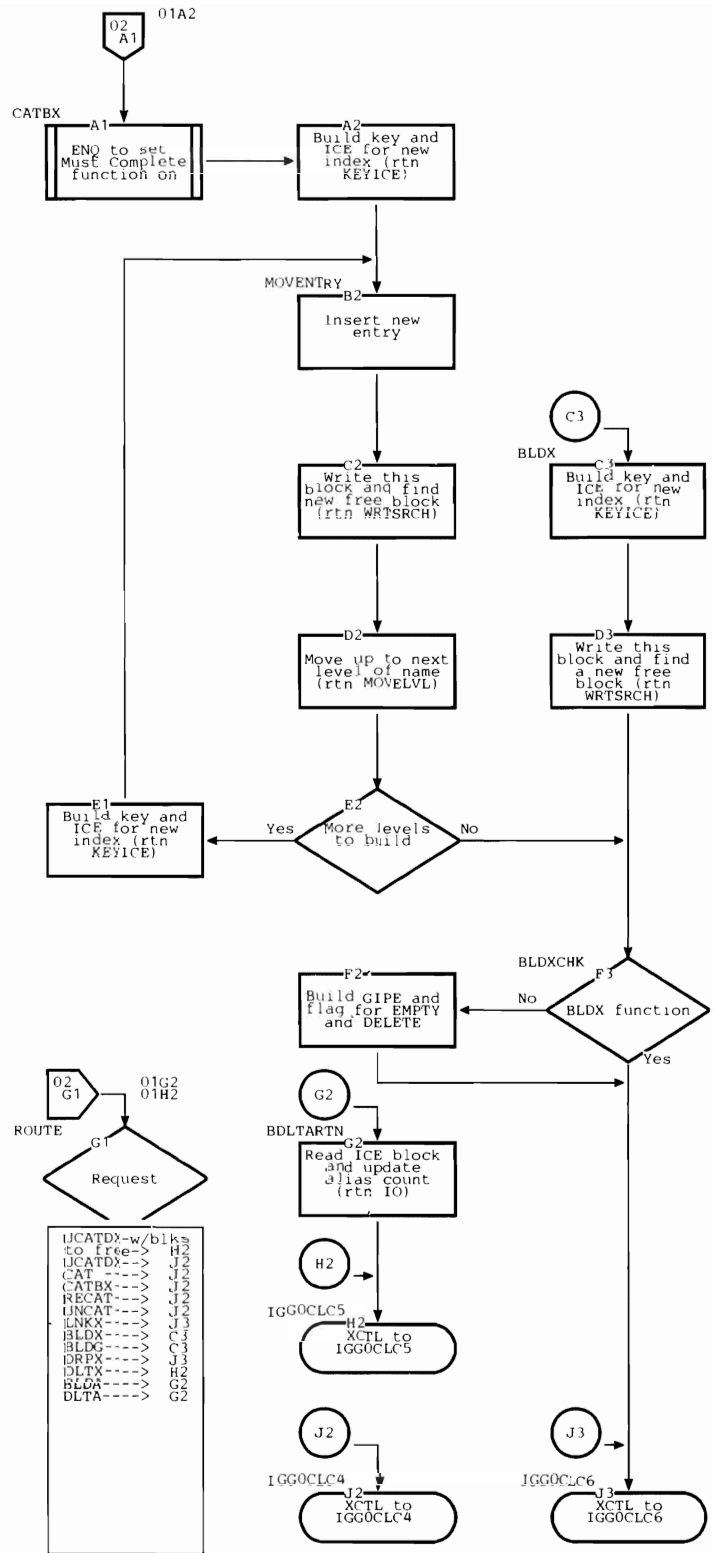 02
A1
01A2
CATBX
A1
ENQ to set
Must Complete
function on
A2
Build key and
ICE for new
index (rtn
KEYICE)
MOVENTRY
B2
Insert new
entry
C3
BLDX
C2
Write this
block and find
new free block
(rtn WRTSRCH)
C3
Build key and
ICE for new
index (rtn
KEYICE)
D2
Move up to next
level of name
(rtn MOVELVL)
D3
Write this
block and find
a new free
block (rtn
WRTSRCH)
E1
Build key and
ICE for new
index (rtn
KEYICE)
Yes
E2
More levels
to build
No
BLDXCHK
F2
Build GIPE and
flag for EMPTY
and DELETE
No
F3
BLDX function
Yes
02
G1
01G2
01H2
ROUTE
G1
Request
G2
BDLTARTN
G2
Read ICE block
and update
alias count
(rtn IO)
UCATDX-w/blks
to free-> H2
UCATDX---> J2
CAT ----> J2
CATBX---> J2
RECAT---> J2
UNCAT---> J2
LNKX----> J3
BLDX----> C3
BLDG----> C3
DRPX----> J3
DLTX----> H2
BLDA----> G2
DLTA----> G2
H2
IGG0CLC5
H2
XCTL to
IGG0CLC5
J2
IGG0CLC4
J2
XCTL to
IGG0CLC4
J3
IGG0CLC6
J3
XCTL to
IGG0CLC6